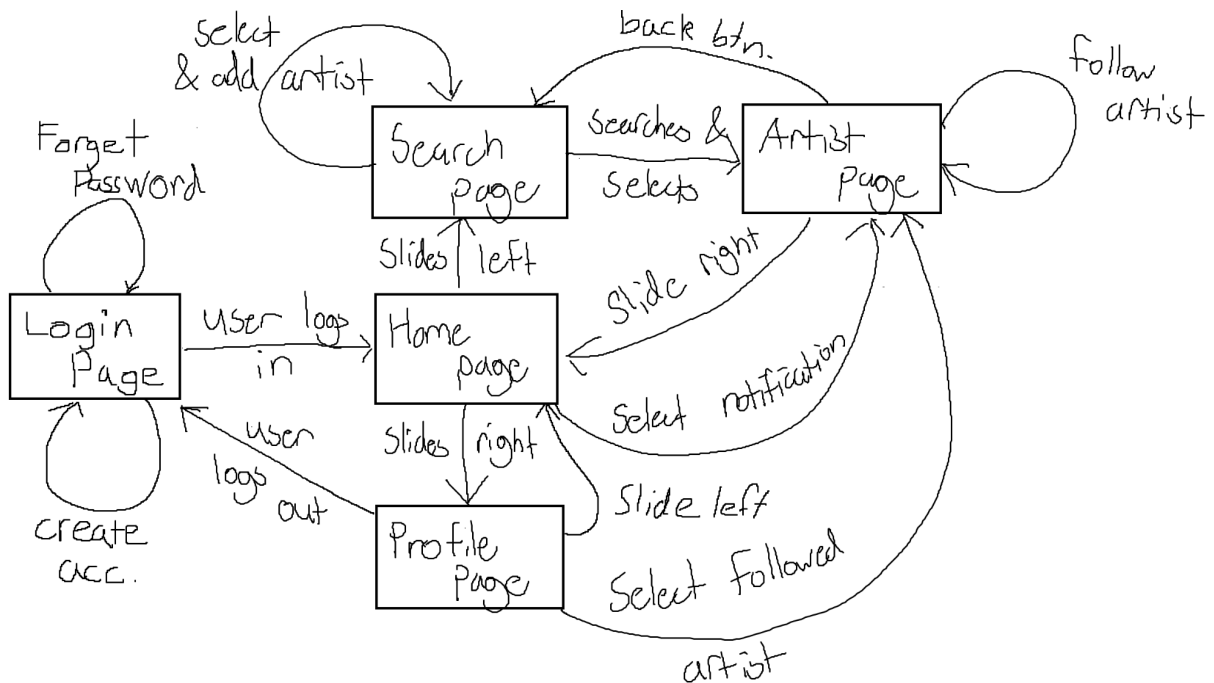 select
& add artist
back btn.
follow
artist
Forget
Password
Search
page
searches &
selects
Artist
page
Slides left
Slide right
Login
Page
user logs
in
Home
page
Select notification
user
logs
out
Slides right
Slide left
create
acc.
Profile
page
Select followed
artist